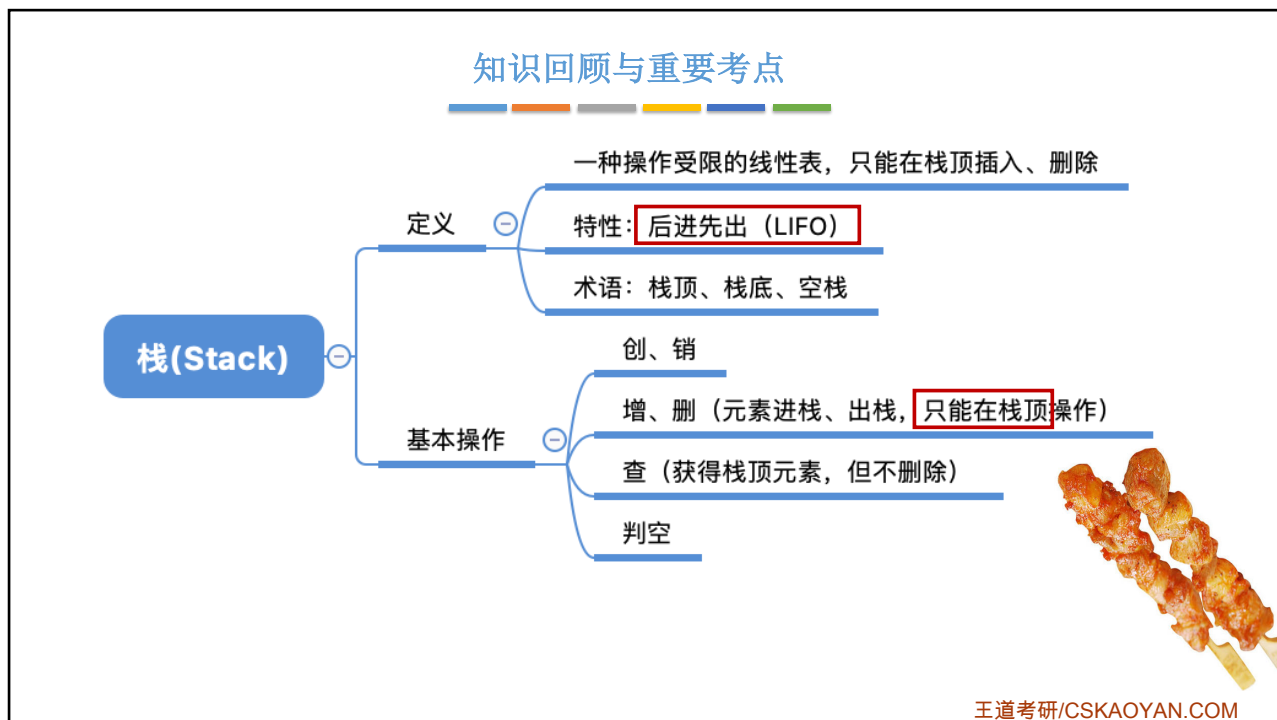 知识回顾与重要考点
一种操作受限的线性表，只能在栈顶插入、删除
定义
特性：后进先出（LIFO）
术语：栈顶、栈底、空栈
栈(Stack)
创、销
增、删（元素进栈、出栈，只能在栈顶操作）
基本操作
查（获得栈顶元素，但不删除）
判空
王道考研/CSKAOYAN.COM